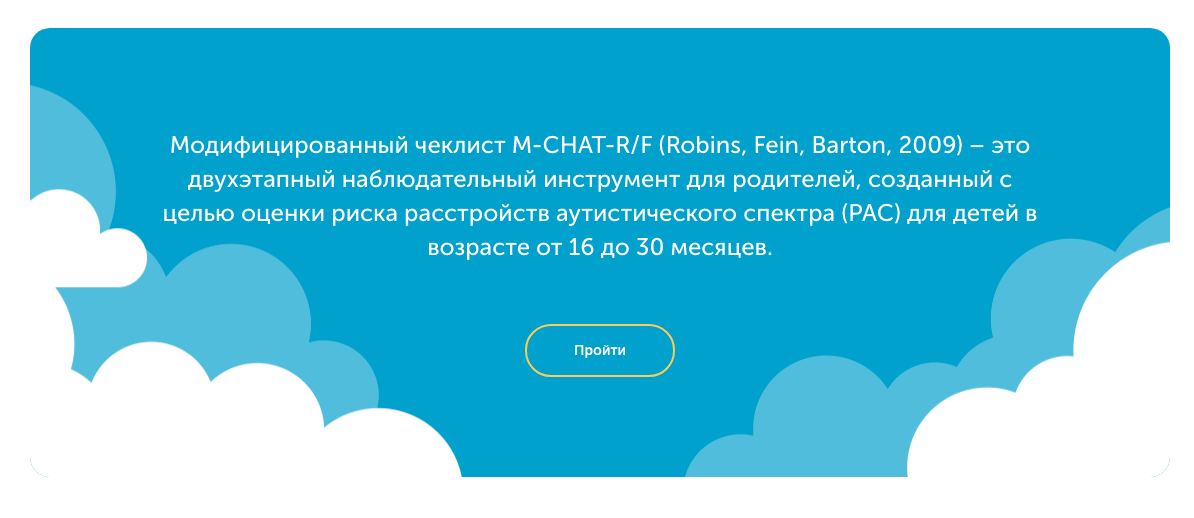 Модифицированный чеклист M-CHAT-R/F (Robins, Fein, Barton, 2009) – это
двухэтапный наблюдательный инструмент для родителей, созданный с
целью оценки риска расстройств аутистического спектра (РАС) для детей в
возрасте от 16 до 30 месяцев.
Пройти